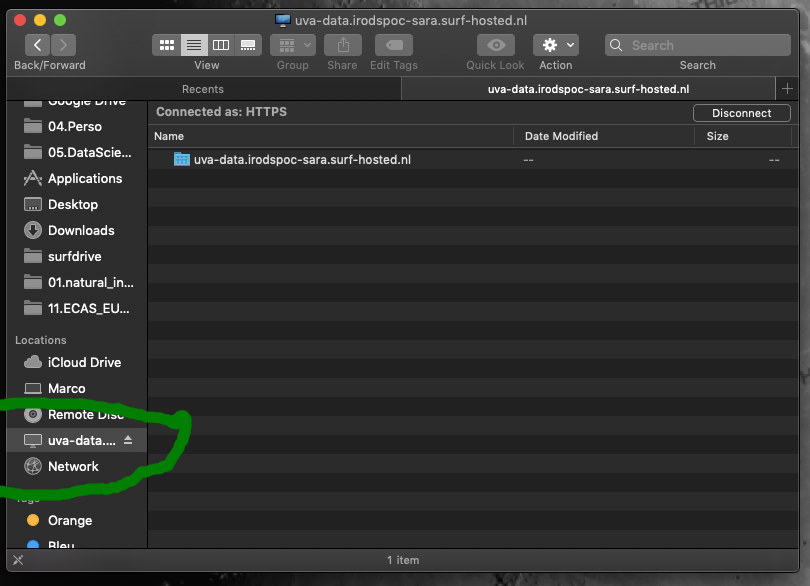 uva-data.irodspoc-sara.surf-hosted.nl
Search
Back/Forward View Group Share Edit Tags Quick Look Action Search
Recents uva-data.irodspoc-sara.surf-hosted.nl
Google Drive
04.Perso
05.DataScie...
Applications
Desktop
Downloads
surfdrive
01.natural_in...
11.ECAS_EU...
Locations
iCloud Drive
Marco
Remote Disc
uva-data....
Network
Tags
Orange
Bleu
Connected as: HTTPS Disconnect
Name Date Modified Size
uva-data.irodspoc-sara.surf-hosted.nl -- --
1 item